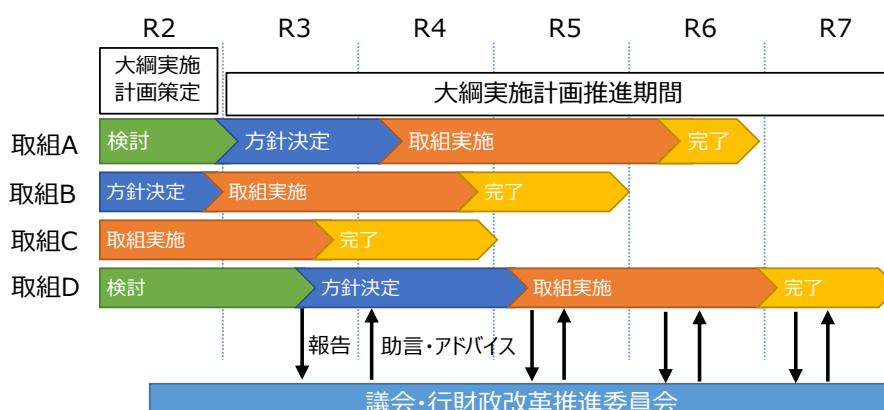 R2 R3 R4 R5 R6 R7
大綱実施
計画策定
大綱実施計画推進期間
取組A 検討 方針決定 取組実施 完了
取組B 方針決定 取組実施 完了
取組C 取組実施 完了
取組D 検討 方針決定 取組実施 完了
報告 助言・アドバイス
議会・行財政改革推進委員会